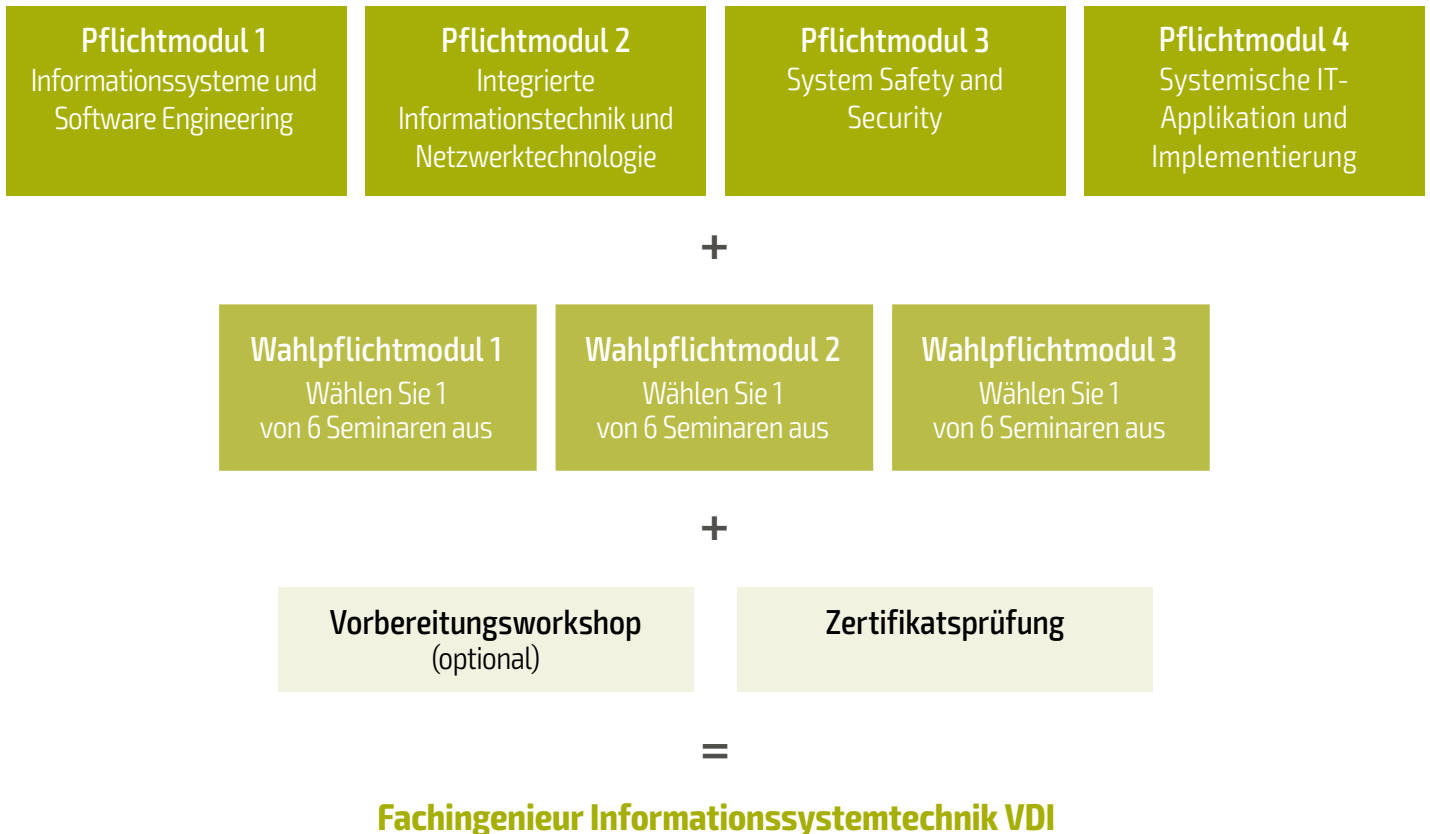 Pflichtmodul 1
Informationssysteme und
Software Engineering
Pflichtmodul 2
Integrierte
Informationstechnik und
Netzwerktechnologie
Pflichtmodul 3
System Safety and
Security
Pflichtmodul 4
Systemische IT-
Applikation und
Implementierung
+
Wahlpflichtmodul 1
Wählen Sie 1
von 6 Seminaren aus
Wahlpflichtmodul 2
Wählen Sie 1
von 6 Seminaren aus
Wahlpflichtmodul 3
Wählen Sie 1
von 6 Seminaren aus
+
Vorbereitungsworkshop
(optional)
Zertifikatsprüfung
=
Fachingenieur Informationssystemtechnik VDI